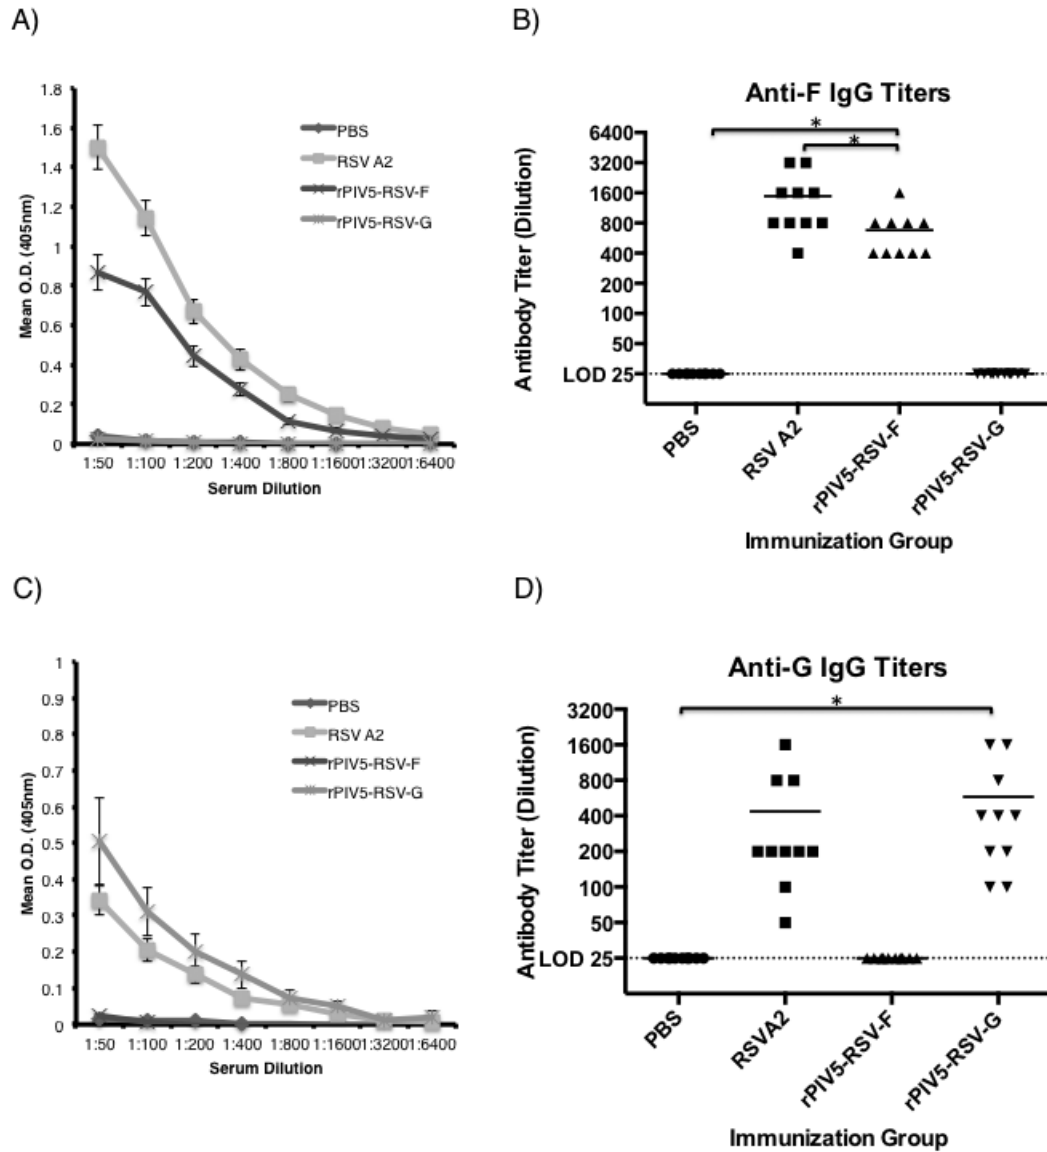 A)
1.8
1.6
1.4
1.2
1
0.8
0.6
0.4
0.2
0
Mean O.D. (405nm)
PBS
RSV A2
rPIV5-RSV-F
rPIV5-RSV-G
1:50 1:100 1:200 1:400 1:800 1:1600 1:3200 1:6400
Serum Dilution
B)
Anti-F IgG Titers
*
*
6400
3200
1600
800
400
200
100
50
LOD 25
Antibody Titer (Dilution)
PBS
RSV A2
rPIV5-RSV-F
rPIV5-RSV-G
Immunization Group
C)
1
0.9
0.8
0.7
0.6
0.5
0.4
0.3
0.2
0.1
0
Mean O.D. (405nm)
PBS
RSV A2
rPIV5-RSV-F
rPIV5-RSV-G
1:50 1:100 1:200 1:400 1:800 1:1600 1:3200 1:6400
Serum Dilution
D)
Anti-G IgG Titers
*
3200
1600
800
400
200
100
50
LOD 25
Antibody Titer (Dilution)
PBS
RSVA2
rPIV5-RSV-F
rPIV5-RSV-G
Immunization Group